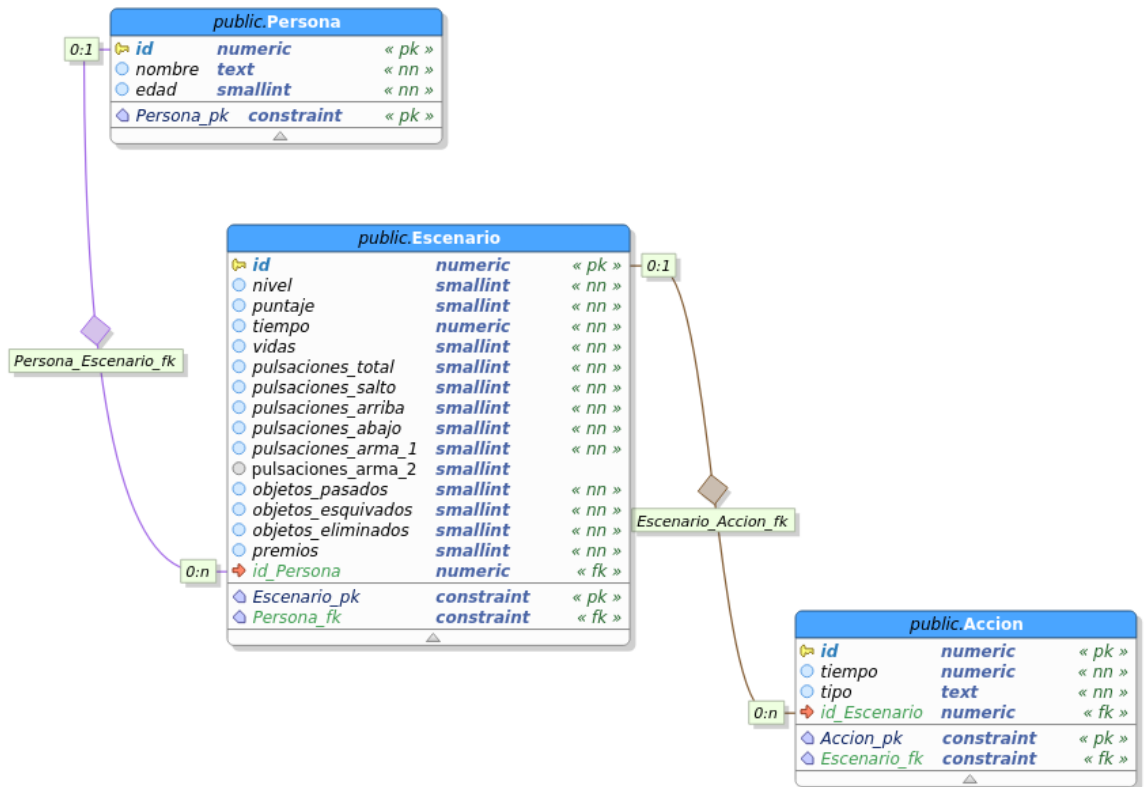 public.Persona
0:1
id numeric « pk »
nombre text « nn »
edad smallint « nn »
Persona_pk constraint « pk »
Persona_Escenario_fk
0:n
public.Escenario
id numeric « pk »
nivel smallint « nn »
puntaje smallint « nn »
tiempo numeric « nn »
vidas smallint « nn »
pulsaciones_total smallint « nn »
pulsaciones_salto smallint « nn »
pulsaciones_arriba smallint « nn »
pulsaciones_abajo smallint « nn »
pulsaciones_arma_1 smallint « nn »
pulsaciones_arma_2 smallint
objetos_pasados smallint « nn »
objetos_esquivados smallint « nn »
objetos_eliminados smallint « nn »
premios smallint « nn »
id_Persona numeric « fk »
Escenario_pk constraint « pk »
Persona_fk constraint « fk »
0:1
Escenario_Accion_fk
0:n
public.Accion
id numeric « pk »
tiempo numeric « nn »
tipo text « nn »
id_Escenario numeric « fk »
Accion_pk constraint « pk »
Escenario_fk constraint « fk »